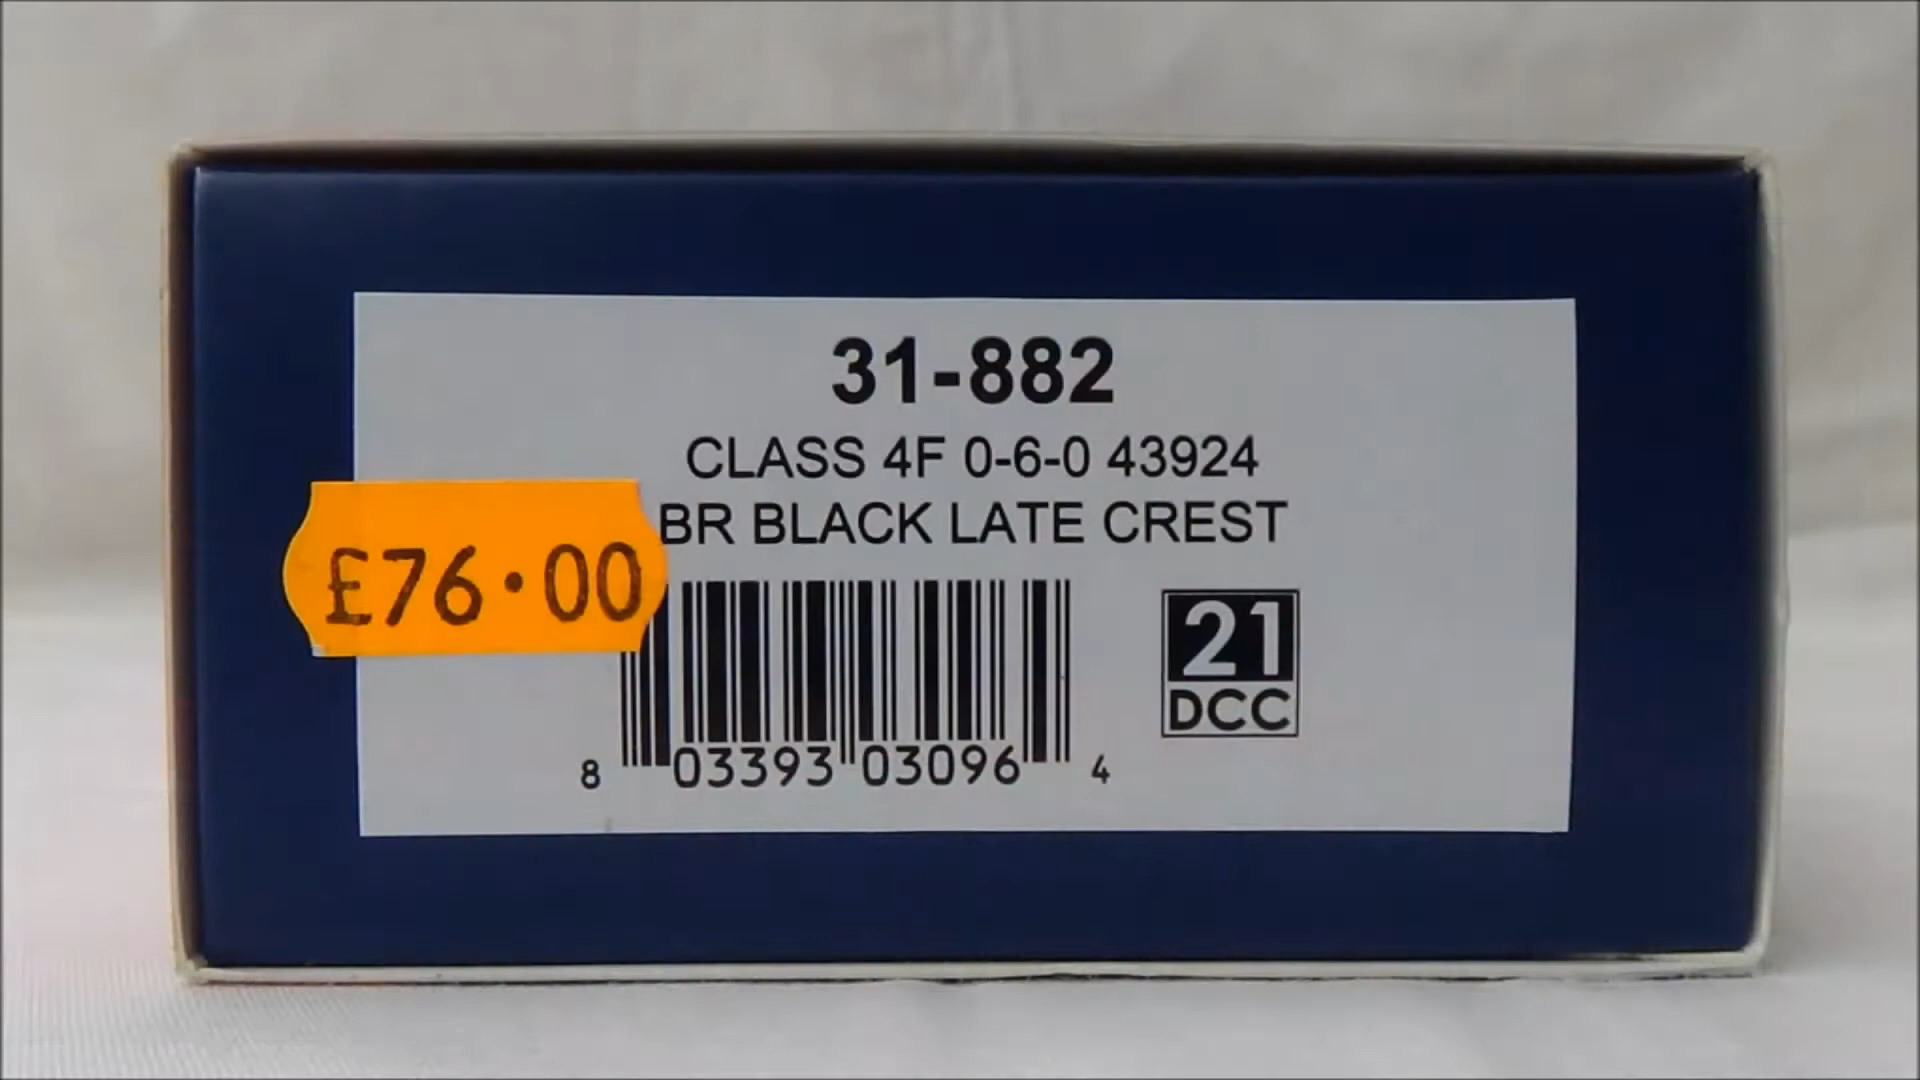 31-882
CLASS 4F 0-6-0 43924
BR BLACK LATE CREST
£76.00
21
DCC
8 03393 03096 4